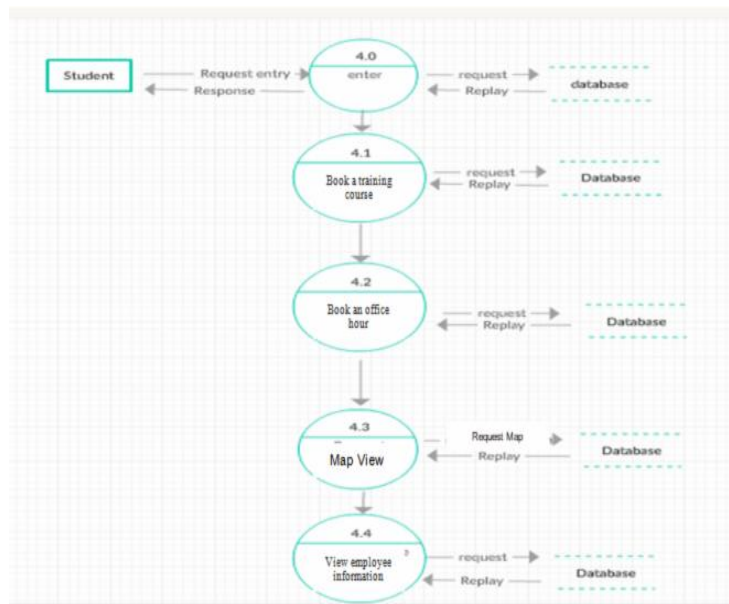 4.0
Student
Request entry
enter
request
database
Response
Replay
4.1
Book a training
course
request
Replay
Database
4.2
Book an office
hour
request
Replay
Database
4.3
Map View
Request Map
Replay
Database
4.4
View employee
information
request
Replay
Database